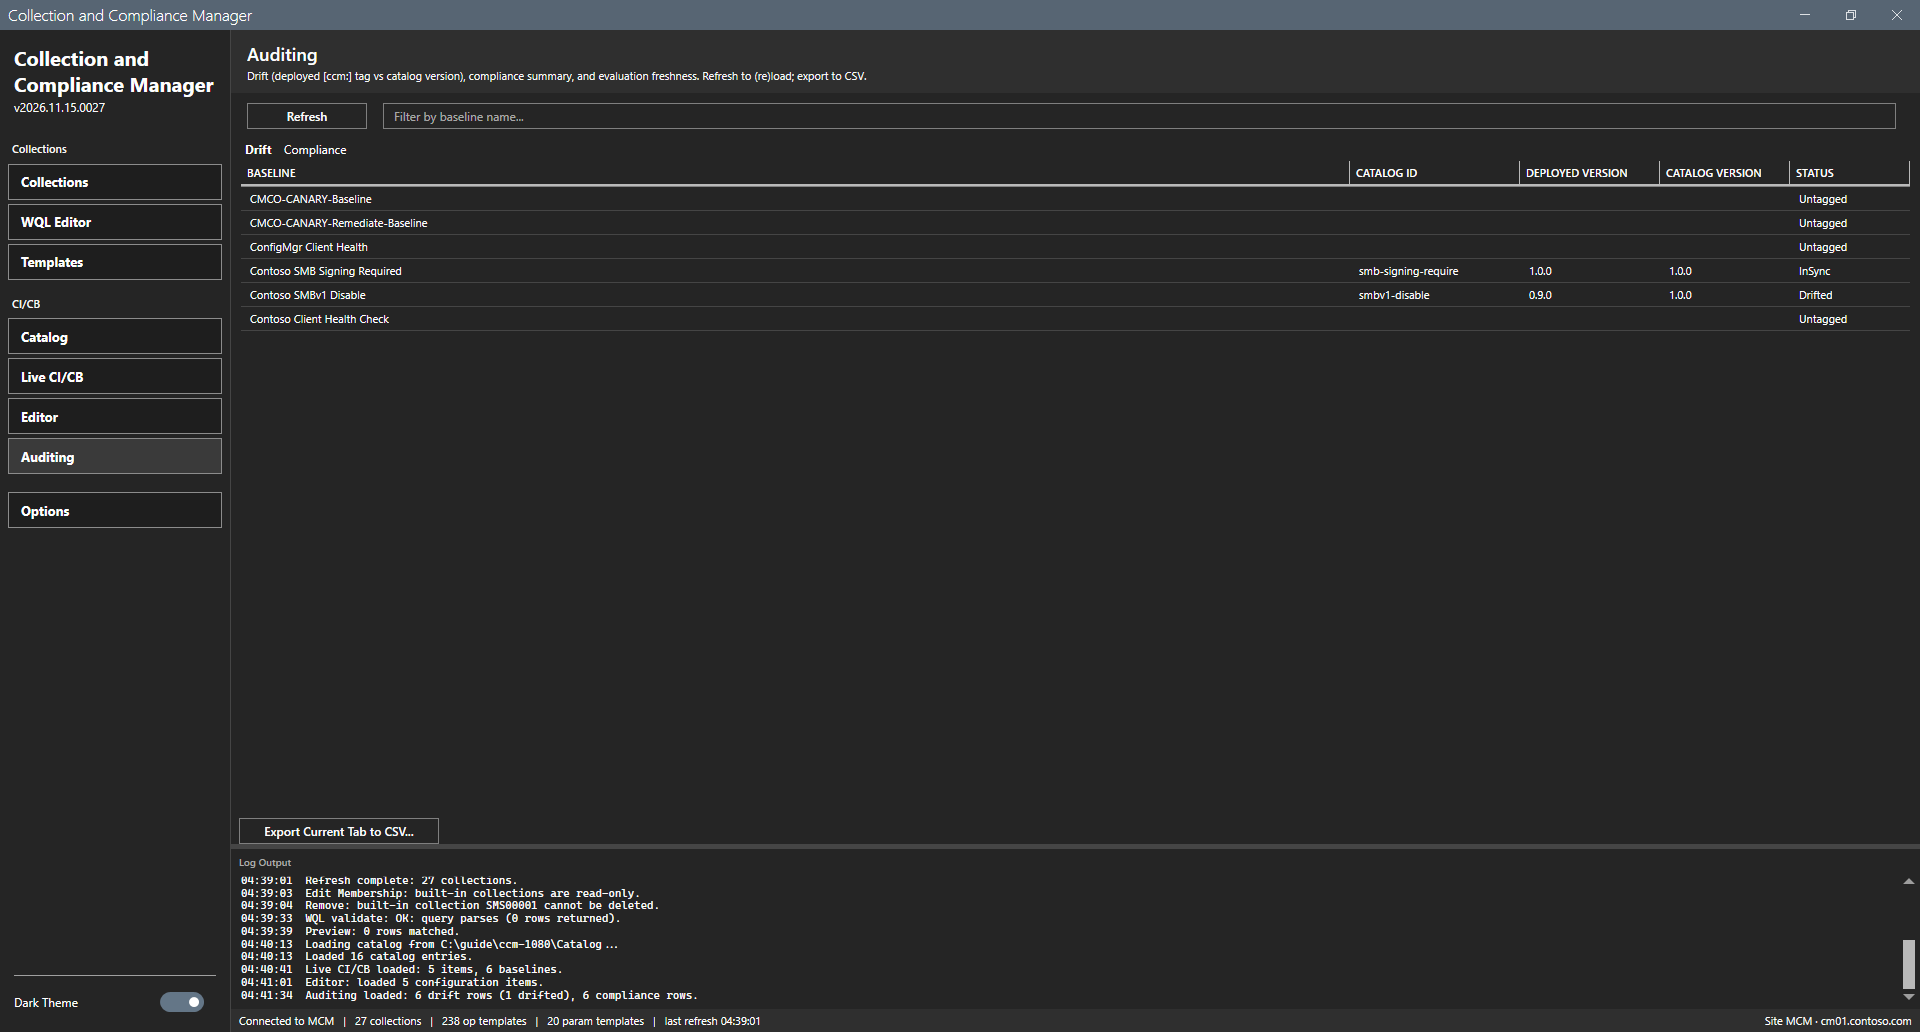 Collection and Compliance Manager
Collection and
Compliance Manager
v2026.11.15.0027
Collections
Collections
WQL Editor
Templates
CI/CB
Catalog
Live CI/CB
Editor
Auditing
Options
Dark Theme
Auditing
Drift (deployed [ccm:] tag vs catalog version), compliance summary, and evaluation freshness. Refresh to (re)load; export to CSV.
Refresh
Filter by baseline name...
Drift Compliance
BASELINE CATALOG ID DEPLOYED VERSION CATALOG VERSION STATUS
CMCO-CANARY-Baseline Untagged
CMCO-CANARY-Remediate-Baseline Untagged
ConfigMgr Client Health Untagged
Contoso SMB Signing Required smb-signing-require 1.0.0 1.0.0 InSync
Contoso SMBv1 Disable smbv1-disable 0.9.0 1.0.0 Drifted
Contoso Client Health Check Untagged
Export Current Tab to CSV...
Log Output
04:39:01 Refresh complete: 27 collections.
04:39:03 Edit Membership: built-in collections are read-only.
04:39:04 Remove: built-in collection SMS00001 cannot be deleted.
04:39:33 WQL validate: OK: query parses (0 rows returned).
04:39:39 Preview: 0 rows matched.
04:40:13 Loading catalog from C:\guide\ccm-1080\Catalog ...
04:40:13 Loaded 16 catalog entries.
04:40:41 Live CI/CB loaded: 5 items, 6 baselines.
04:41:01 Editor: loaded 5 configuration items.
04:41:34 Auditing loaded: 6 drift rows (1 drifted), 6 compliance rows.
Connected to MCM | 27 collections | 238 op templates | 20 param templates | last refresh 04:39:01
Site MCM · cm01.contoso.com